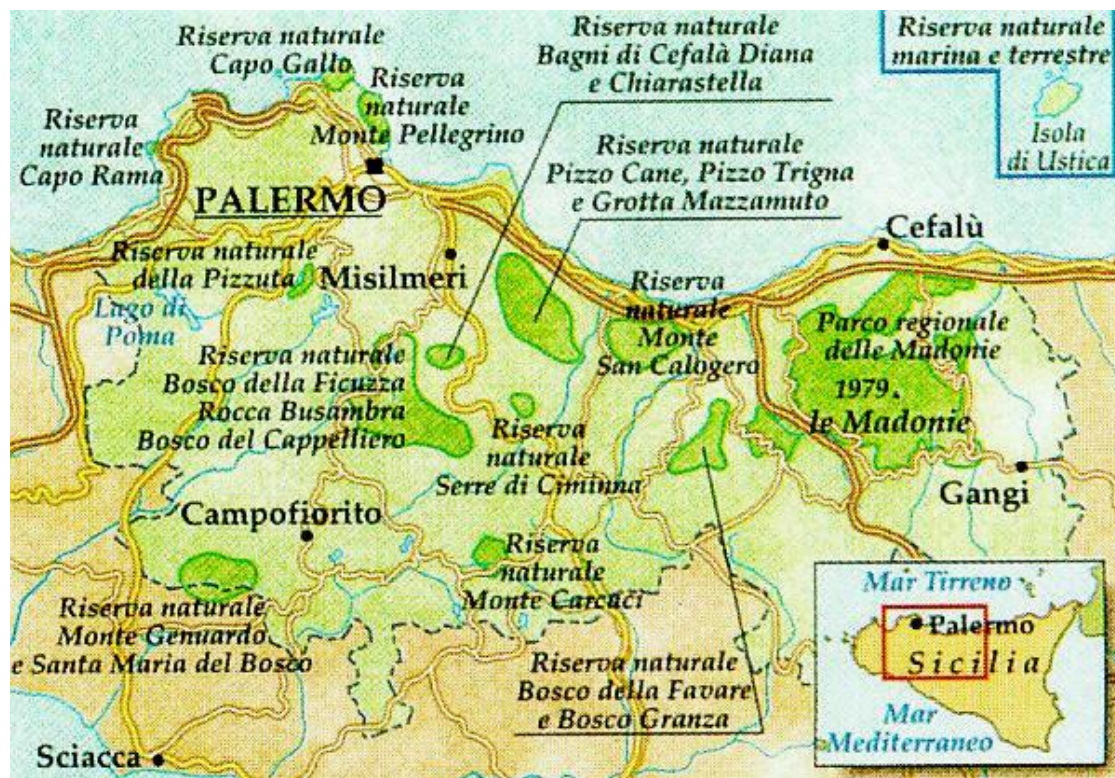 Riserva naturale
Capo Gallo
Riserva
naturale
Monte Pellegrino
Riserva naturale
Bagni di Cefalà Diana
e Chiarastella
Riserva naturale
marina e terrestre
Isola
di Ustica
Riserva
naturale
Capo Rama
PALERMO
Riserva naturale
Pizzo Cane, Pizzo Trigna
e Grotta Mazzamuto
Cefalù
Riserva naturale
della Pizzuta
Misilmeri
Lago di
Poma
Riserva
naturale
Monte
San Calogero
Parco regionale
delle Madonie
1979.
le Madonie
Riserva naturale
Bosco della Ficuzza
Rocca Busambra
Bosco del Cappelliero
Riserva
naturale
Serre di Ciminna
Gangi
Campofiorito
Riserva
naturale
Monte Carcaci
Riserva naturale
Monte Genuardo
e Santa Maria del Bosco
Riserva naturale
Bosco della Favare
e Bosco Granza
Sciacca
Mar Tirreno
Palermo
Sicilia
Mar
Mediterraneo